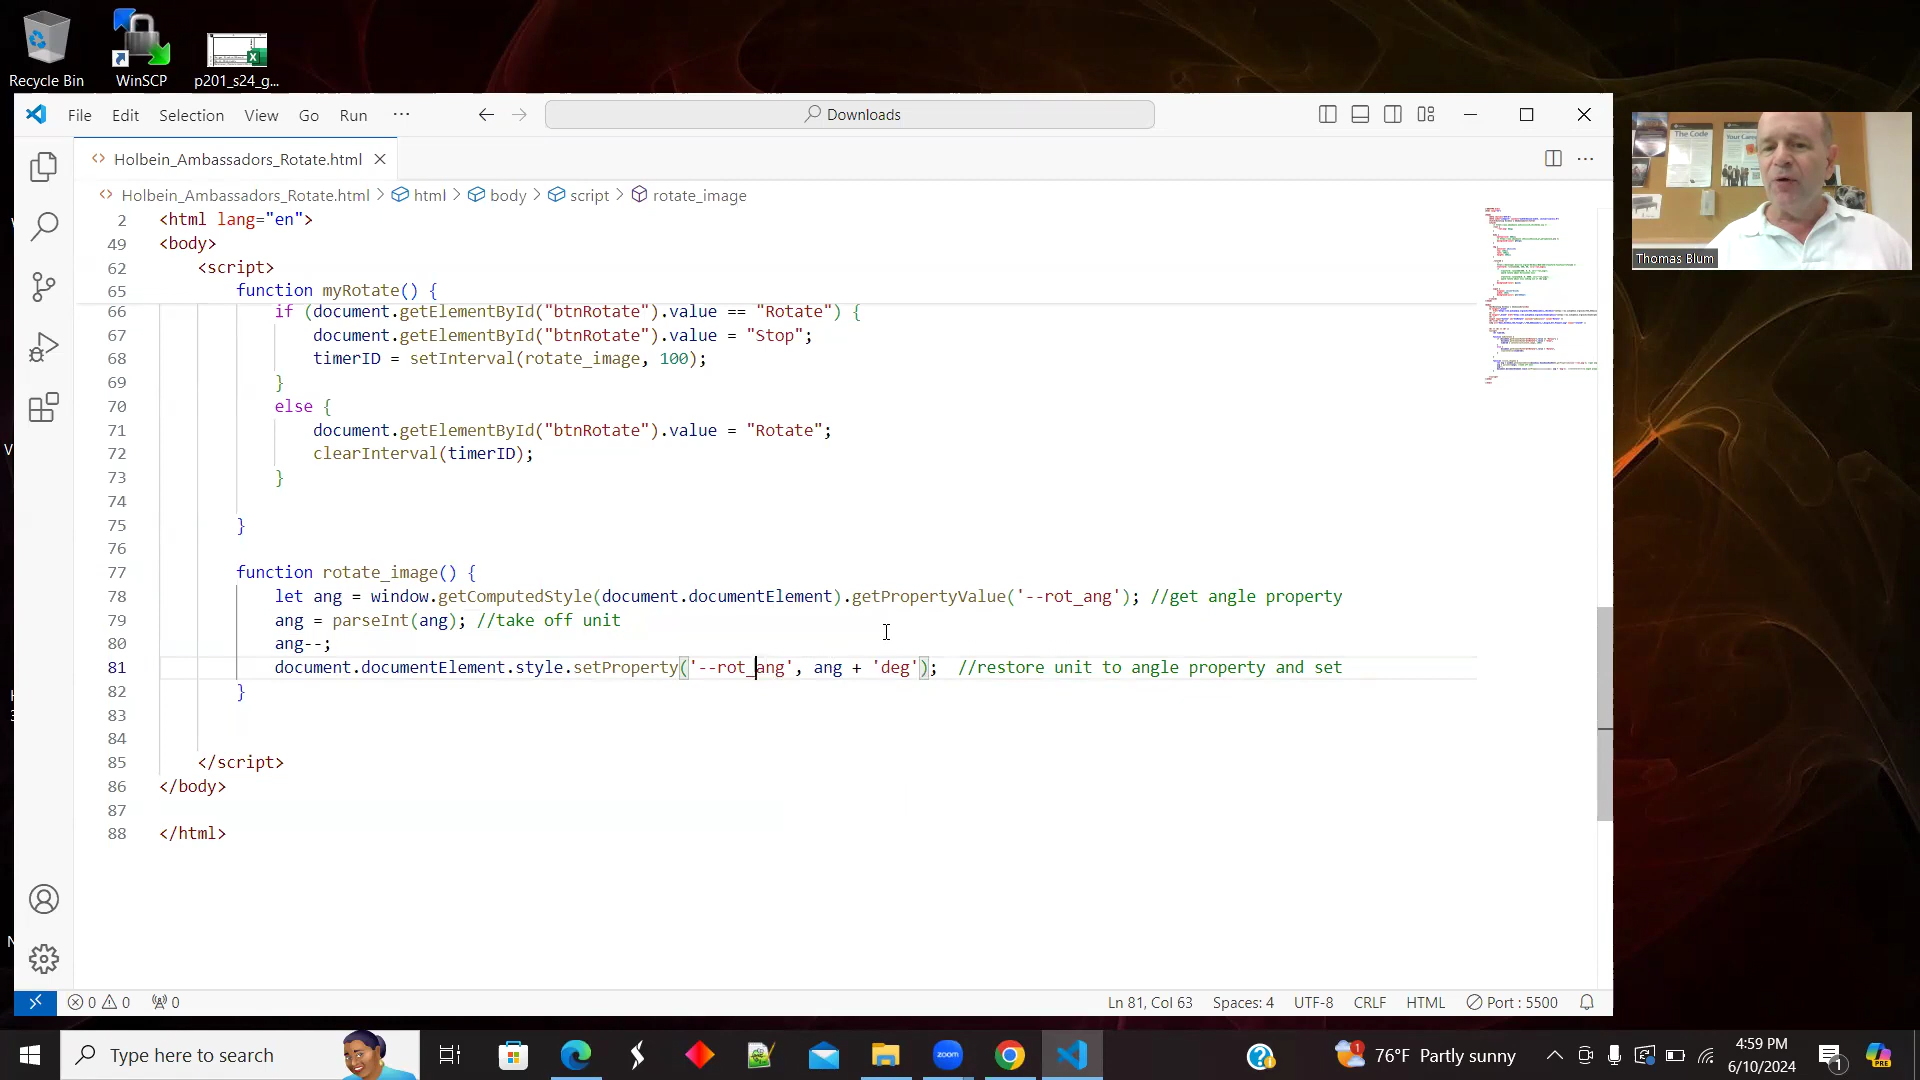 Recycle Bin
WinSCP
p201_s24_g...
File Edit Selection View Go Run ···
Downloads
Holbein_Ambassadors_Rotate.html
Holbein_Ambassadors_Rotate.html > html > body > script > rotate_image
2 <html lang="en">
49 <body>
62 <script>
65 function myRotate() {
66 if (document.getElementById("btnRotate").value == "Rotate") {
67 document.getElementById("btnRotate").value = "Stop";
68 timerID = setInterval(rotate_image, 100);
69 }
70 else {
71 document.getElementById("btnRotate").value = "Rotate";
72 clearInterval(timerID);
73 }
74
75 }
76
77 function rotate_image() {
78 let ang = window.getComputedStyle(document.documentElement).getPropertyValue('--rot_ang'); //get angle property
79 ang = parseInt(ang); //take off unit
80 ang--;
81 document.documentElement.style.setProperty('--rot_ang', ang + 'deg'); //restore unit to angle property and set
82 }
83
84
85 </script>
86 </body>
87
88 </html>
0 0 0
Ln 81, Col 63 Spaces: 4 UTF-8 CRLF HTML Port : 5500
The Code
Thomas Blum
Type here to search
zoom
76°F Partly sunny
4:59 PM
6/10/2024
1
1
PRE